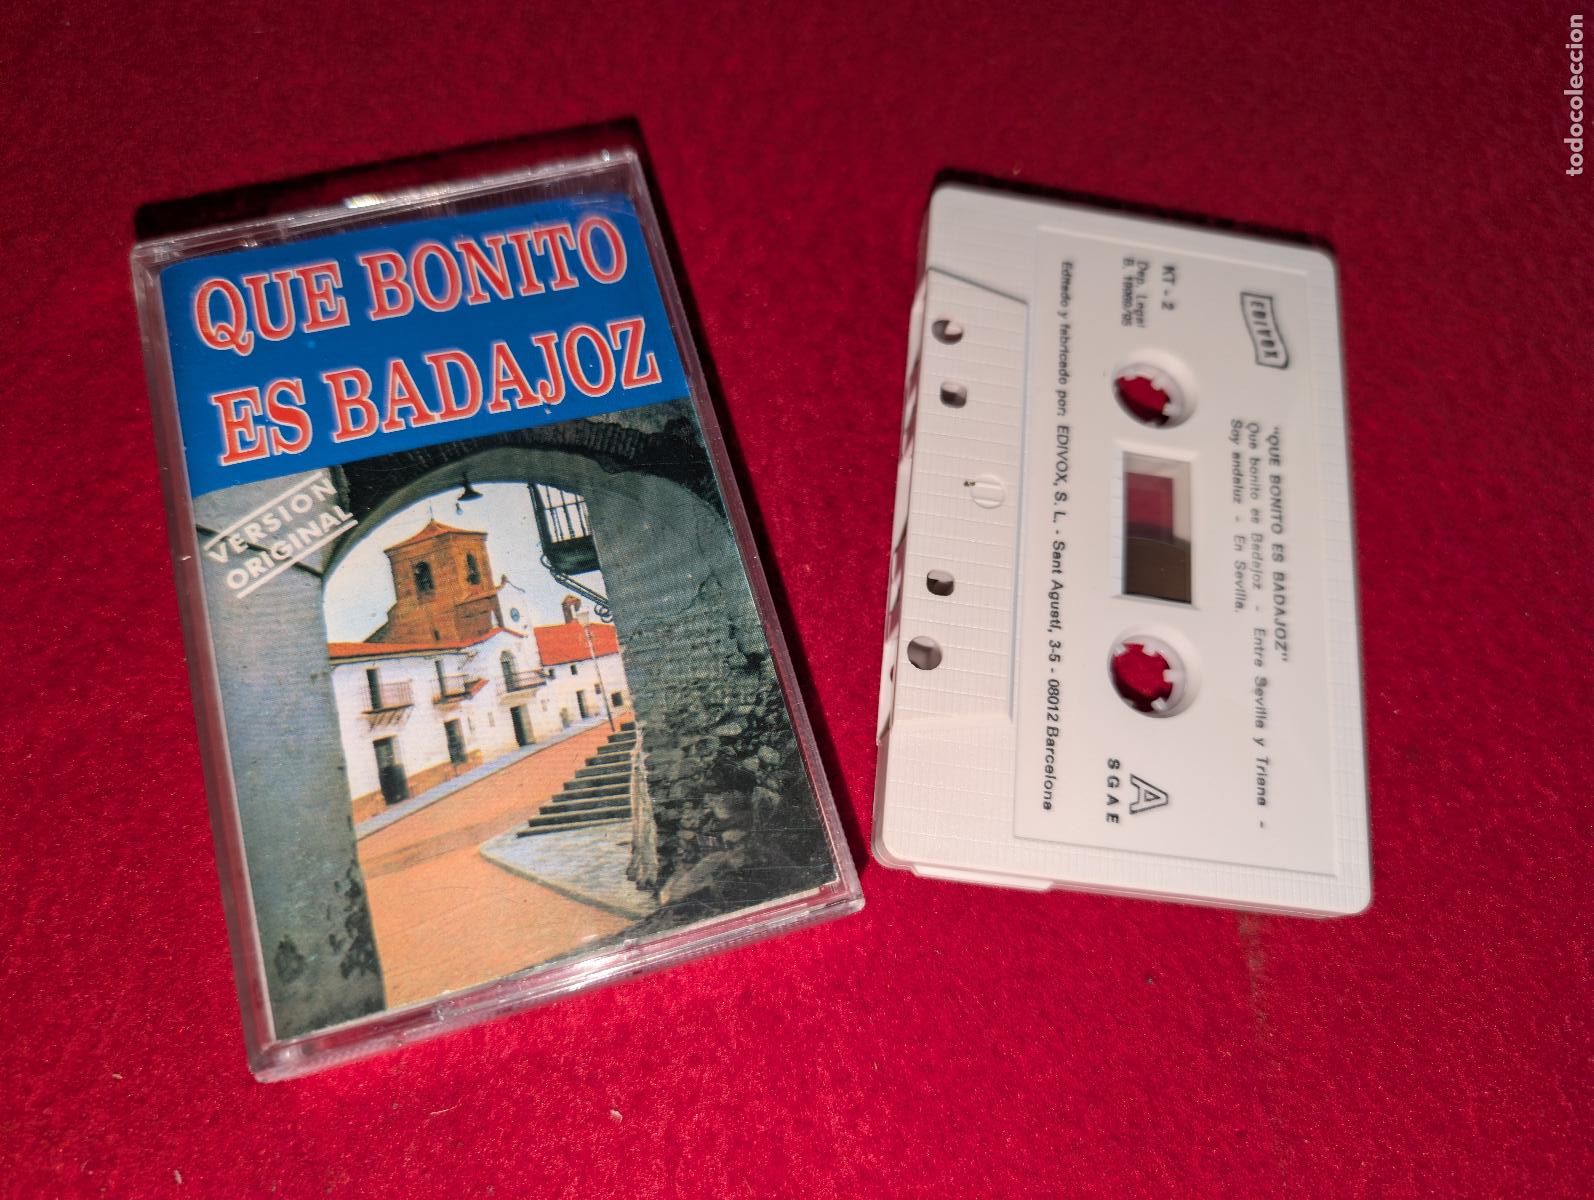 QUE BONITO
ES BADAJOZ
VERSION
ORIGINAL
EDIVOX
KT - 2
Dep. Legal
"QUE BONITO ES BADAJOZ"
Que bonito es Badajoz - Entre Sevilla y Triana -
Soy andaluz - En Sevilla.
A
SGAE
Editado y fabricado por: EDIVOX, S. L. - Sant Agustí, 3-5 - 08012 Barcelona
todocoleccion